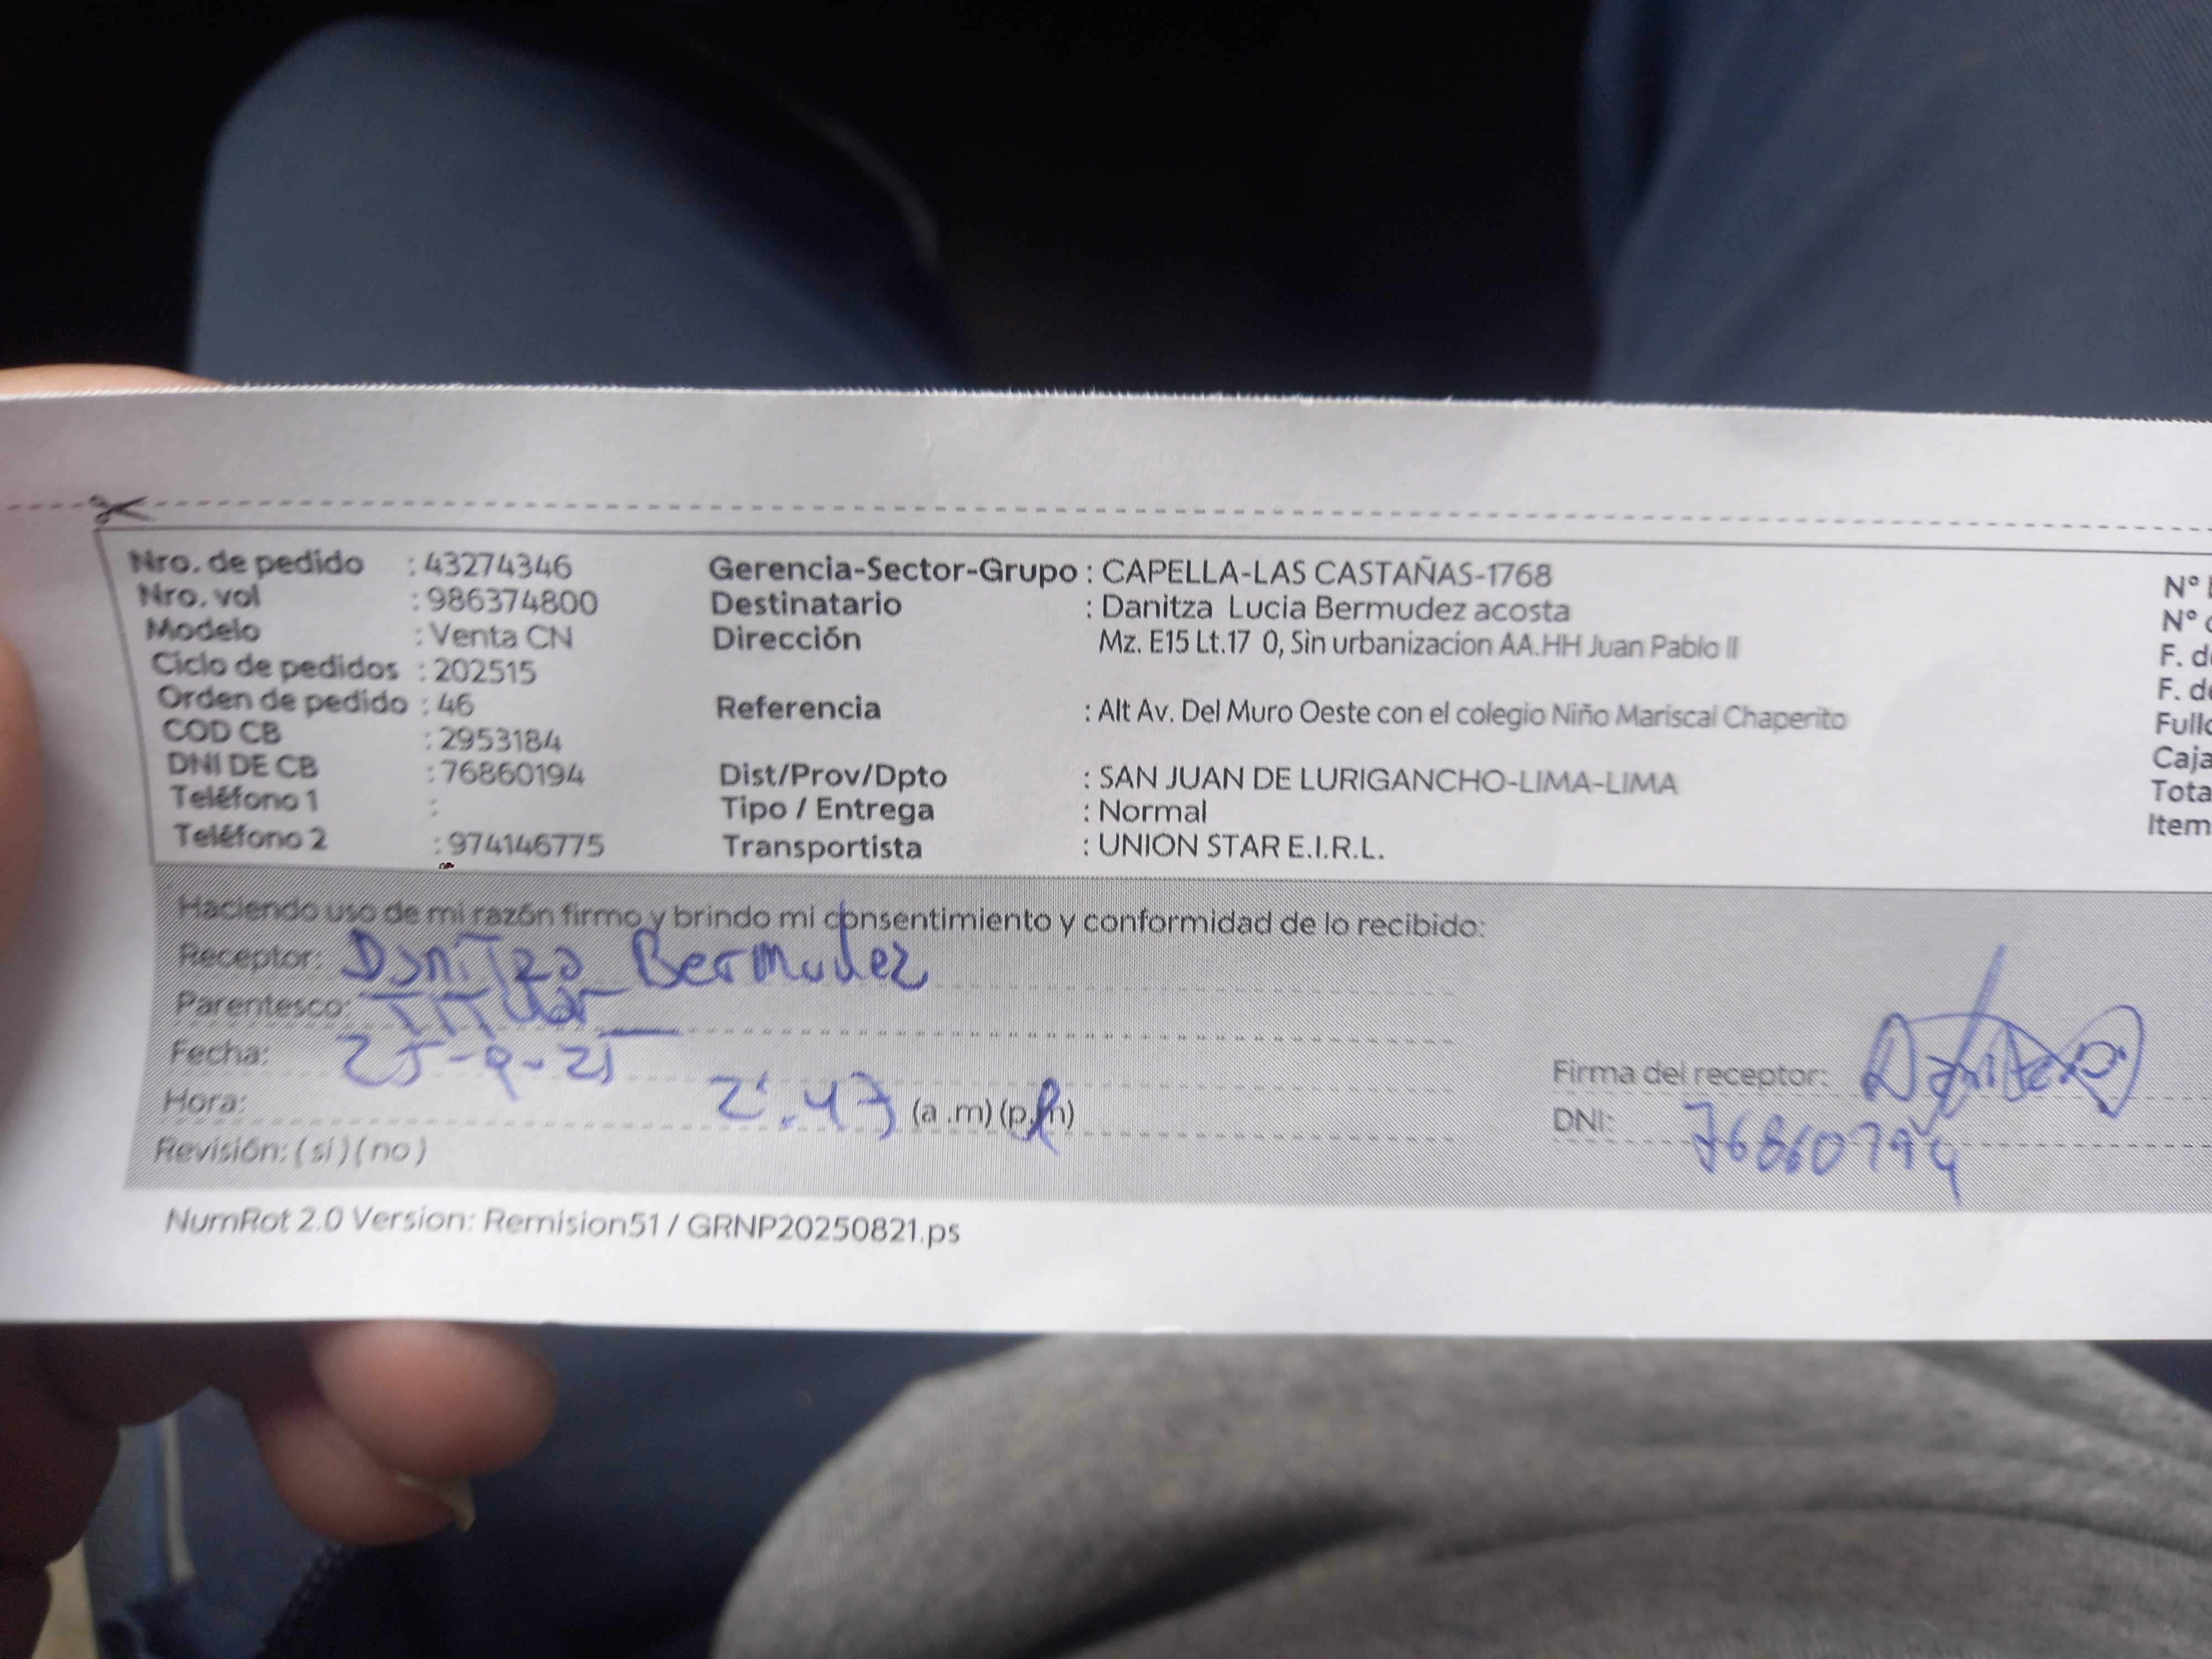 Nro. de pedido : 43274346
Nro. vol : 986374800
Modelo : Venta CN
Ciclo de pedidos : 202515
Orden de pedido : 46
COD CB : 2953184
DNI DE CB : 76860194
Teléfono 1 :
Teléfono 2 : 974146775
Gerencia-Sector-Grupo : CAPELLA-LAS CASTAÑAS-1768
Destinatario : Danitza Lucia Bermudez acosta
Dirección Mz. E15 Lt.17 0, Sin urbanizacion AA.HH Juan Pablo II
Referencia : Alt Av. Del Muro Oeste con el colegio Niño Mariscal Chaperito
Dist/Prov/Dpto : SAN JUAN DE LURIGANCHO-LIMA-LIMA
Tipo / Entrega : Normal
Transportista : UNION STAR E.I.R.L.
N°
N°
F. de
F. de
Caja
Item
Haciendo uso de mi razón firmo y brindo mi consentimiento y conformidad de lo recibido:
Receptor: Danitza Bermudez
Parentesco: Titular
Fecha: 25-9-25
Hora: 2:47 (a .m) (p.m)
Revisión: ( si ) ( no )
Firma del receptor: Danitza
DNI: 76860194
NumRot 2.0 Version: Remision51 / GRNP20250821.ps